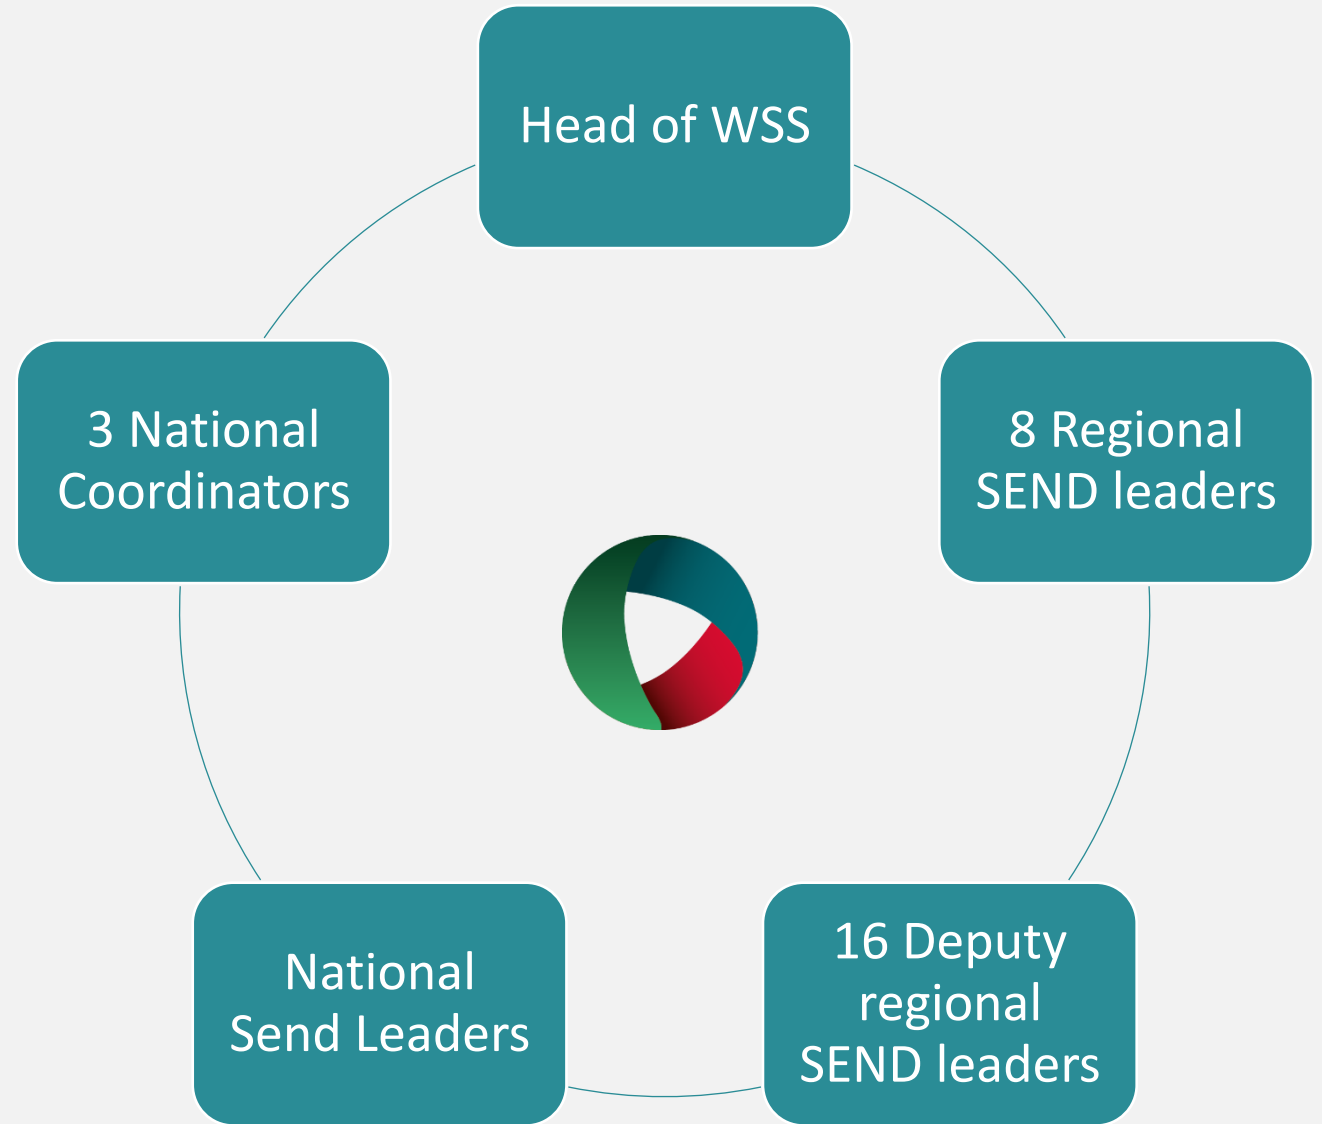 Head of WSS
8 Regional
SEND leaders
16 Deputy
regional
SEND leaders
National
Send Leaders
3 National
Coordinators